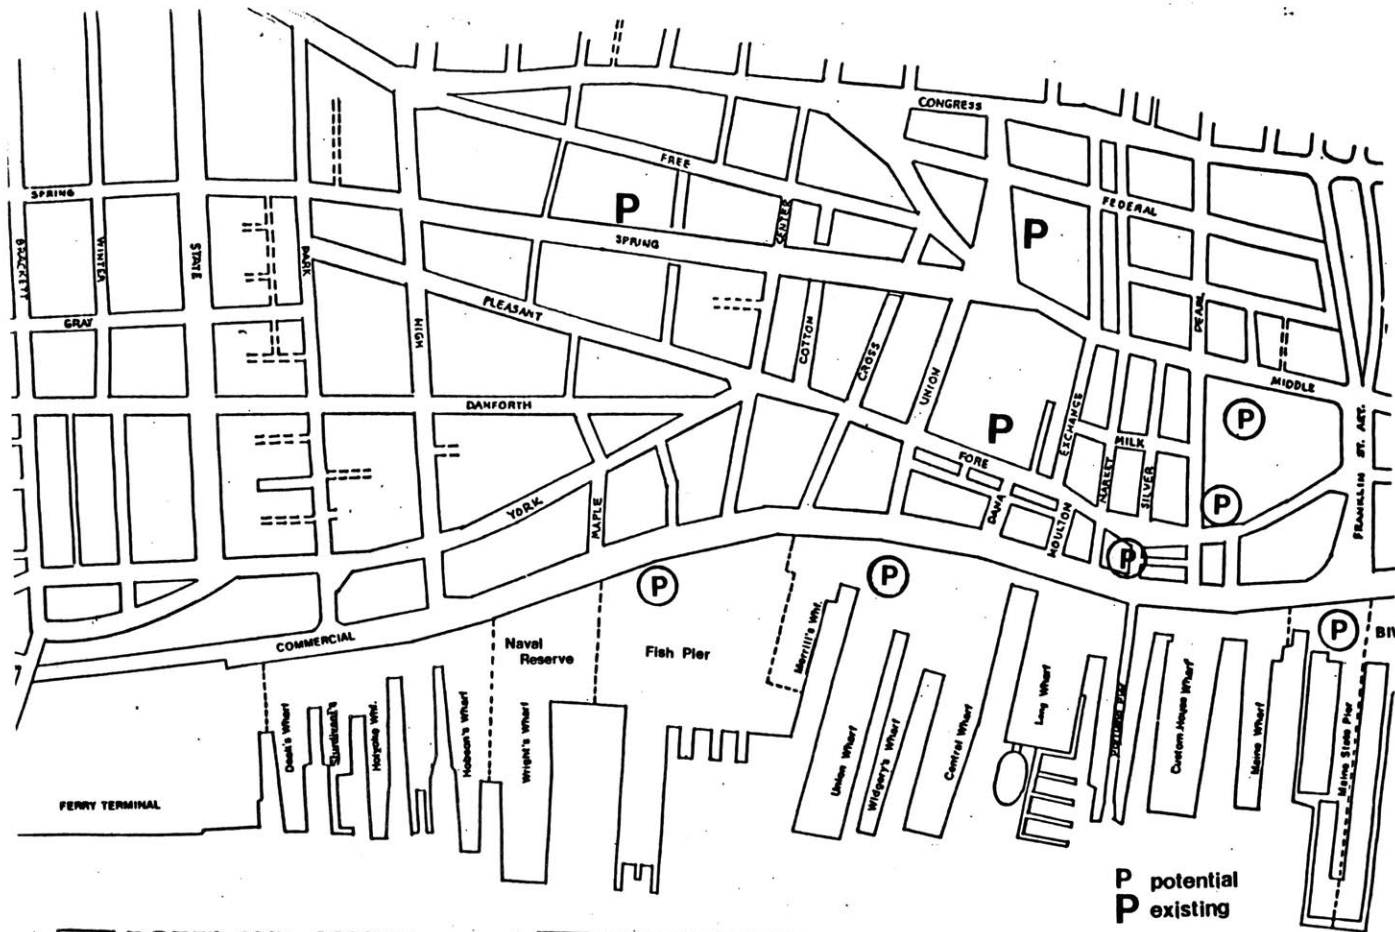 CONGRESS
FREE
FEDERAL
SPRING
P
CENTER
P
SPRING
BRACKETT
WINTER
STATE
PARK
HIGH
PLEASANT
GRAY
COTTON
CROSS
UNION
PEARL
MIDDLE
DANFORTH
EXCHANGE
P
P
MILK
FORE
MARKET
SILVER
YORK
MAPLE
DANA
MOULTON
P
FRANKLIN ST. ART.
P
P
P
COMMERCIAL
Naval
Reserve
Fish Pier
P
Merrill's Whf.
Deak's Wharf
Holyoke Whf.
Hobson's Wharf
Wright's Wharf
Union Wharf
Widgery's Wharf
Central Wharf
Long Wharf
Custom House Wharf
Maine Wharf
Maine State Pier
FERRY TERMINAL
P potential
P existing